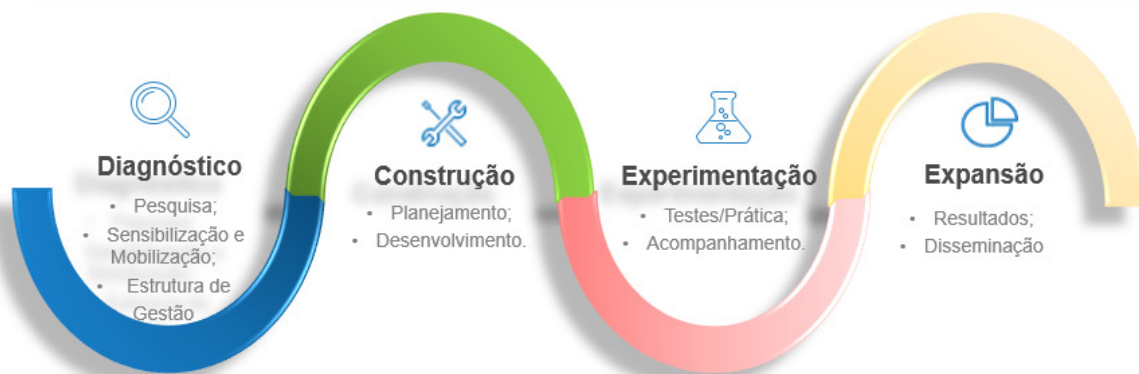 Diagnóstico
• Pesquisa;
• Sensibilização e
Mobilização;
• Estrutura de
Gestão
Construção
• Planejamento;
• Desenvolvimento.
Experimentação
• Testes/Prática;
• Acompanhamento.
Expansão
• Resultados;
• Disseminação